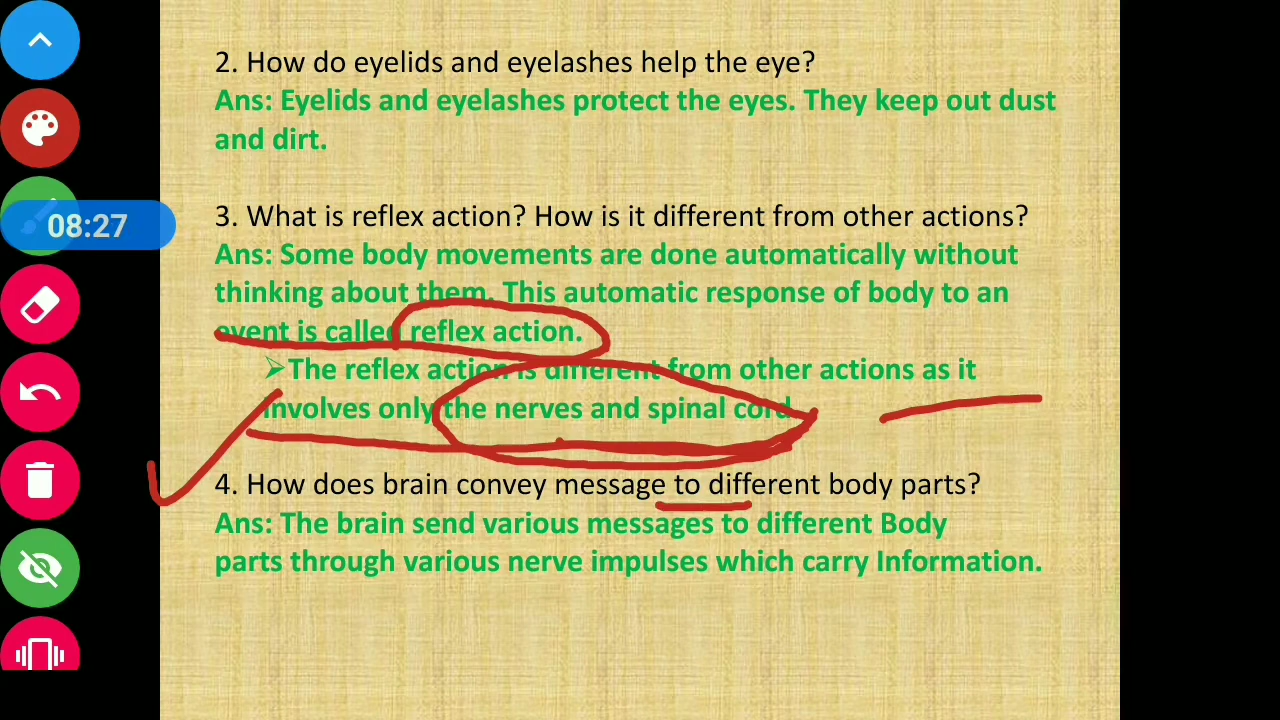 2. How do eyelids and eyelashes help the eye?
Ans: Eyelids and eyelashes protect the eyes. They keep out dust
and dirt.
08:27
3. What is reflex action? How is it different from other actions?
Ans: Some body movements are done automatically without
thinking about them. This automatic response of body to an
event is called reflex action.
➢The reflex action is different from other actions as it
involves only the nerves and spinal cord.
4. How does brain convey message to different body parts?
Ans: The brain send various messages to different Body
parts through various nerve impulses which carry Information.